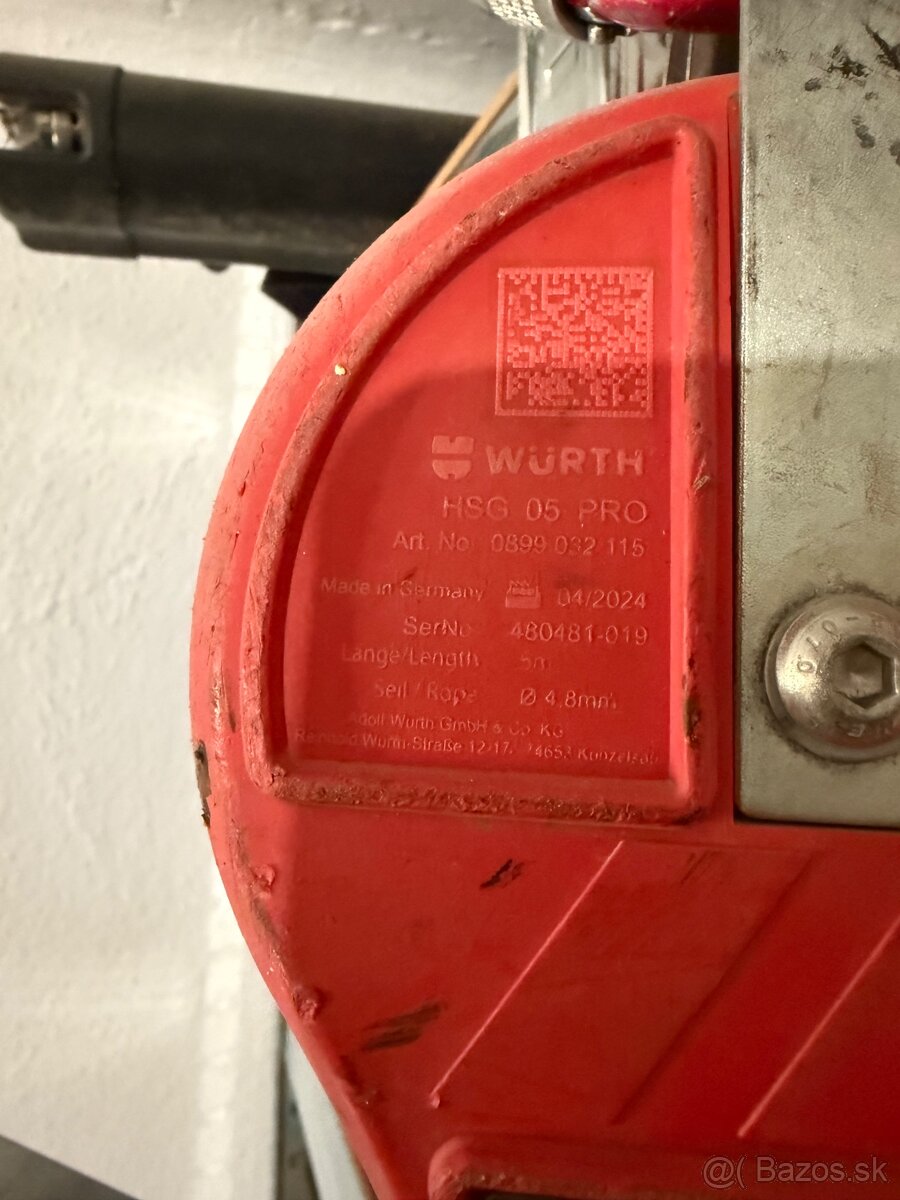 WÜRTH
HSG 05 PRO
Art. No 0899 032 115
Made in Germany 04/2024
SerNo 480481-019
Länge/Length 5m
Seil / Rope Ø 4,8mm
Adolf Würth GmbH & Co. KG
Reinhold-Würth-Straße 12-17, 74653 Künzelsau
@( Bazos.sk